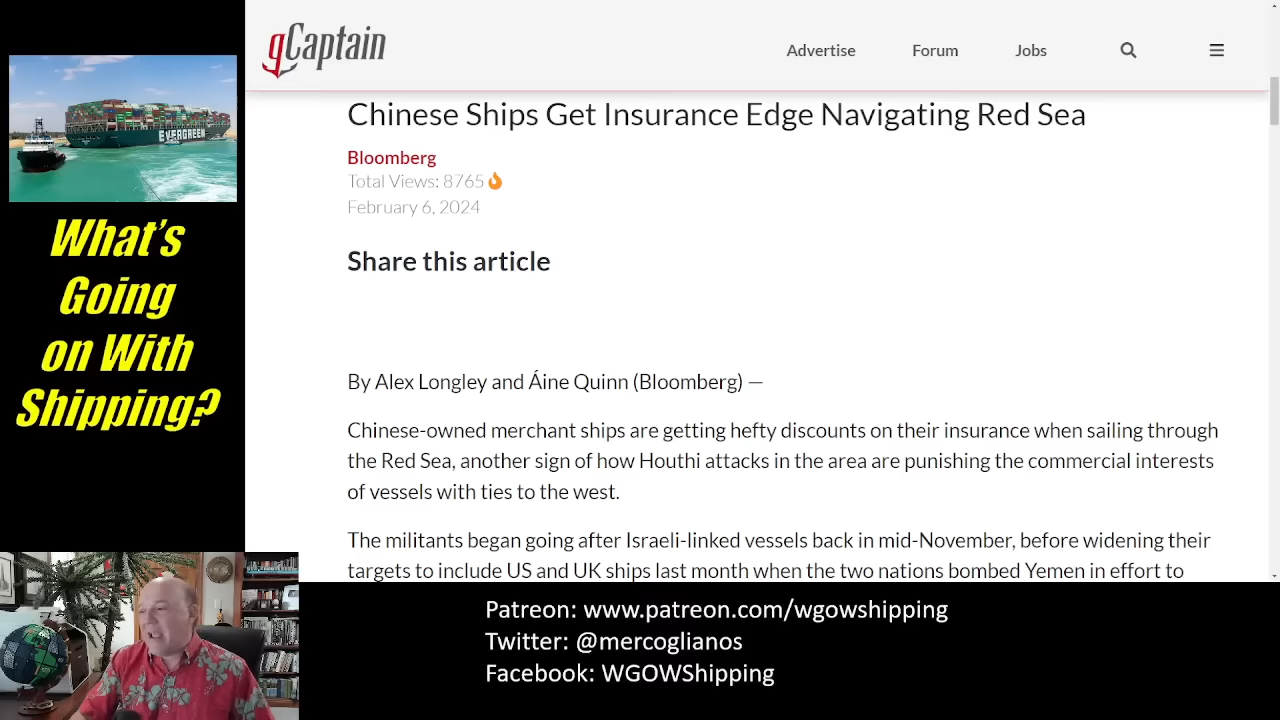 gCaptain
Advertise
Forum
Jobs
Chinese Ships Get Insurance Edge Navigating Red Sea
Bloomberg
Total Views: 8765
February 6, 2024
Share this article
By Alex Longley and Áine Quinn (Bloomberg) —
Chinese-owned merchant ships are getting hefty discounts on their insurance when sailing through
the Red Sea, another sign of how Houthi attacks in the area are punishing the commercial interests
of vessels with ties to the west.
The militants began going after Israeli-linked vessels back in mid-November, before widening their
targets to include US and UK ships last month when the two nations bombed Yemen in effort to
EVERGREEN
What's
Going
on With
Shipping?
Patreon: www.patreon.com/wgowshipping
Twitter: @mercoglianos
Facebook: WGOWShipping